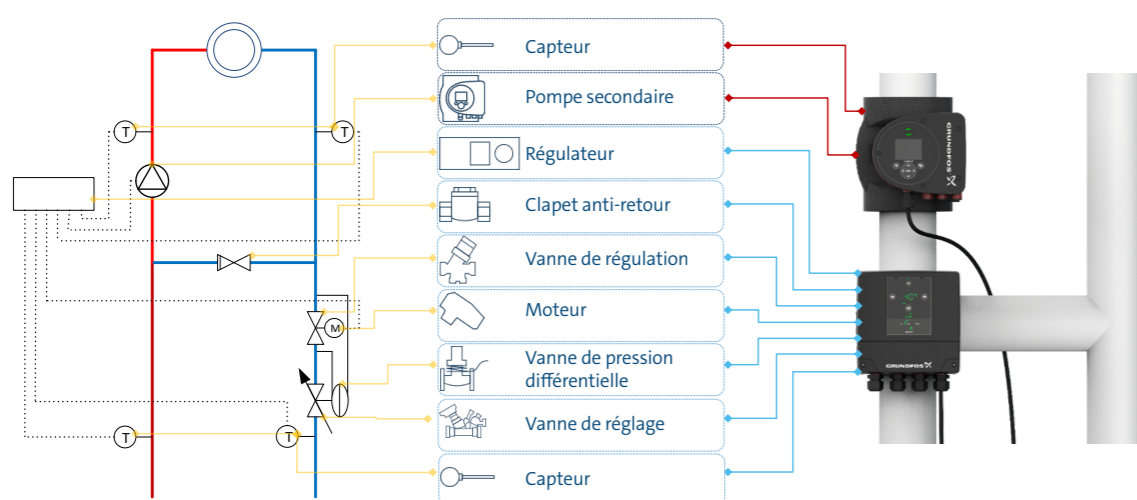 Capteur
Pompe secondaire
Régulateur
Clapet anti-retour
Vanne de régulation
Moteur
Vanne de pression
différentielle
Vanne de réglage
Capteur
T
T
M
T
T
GRUNDFOS
GRUNDFOS